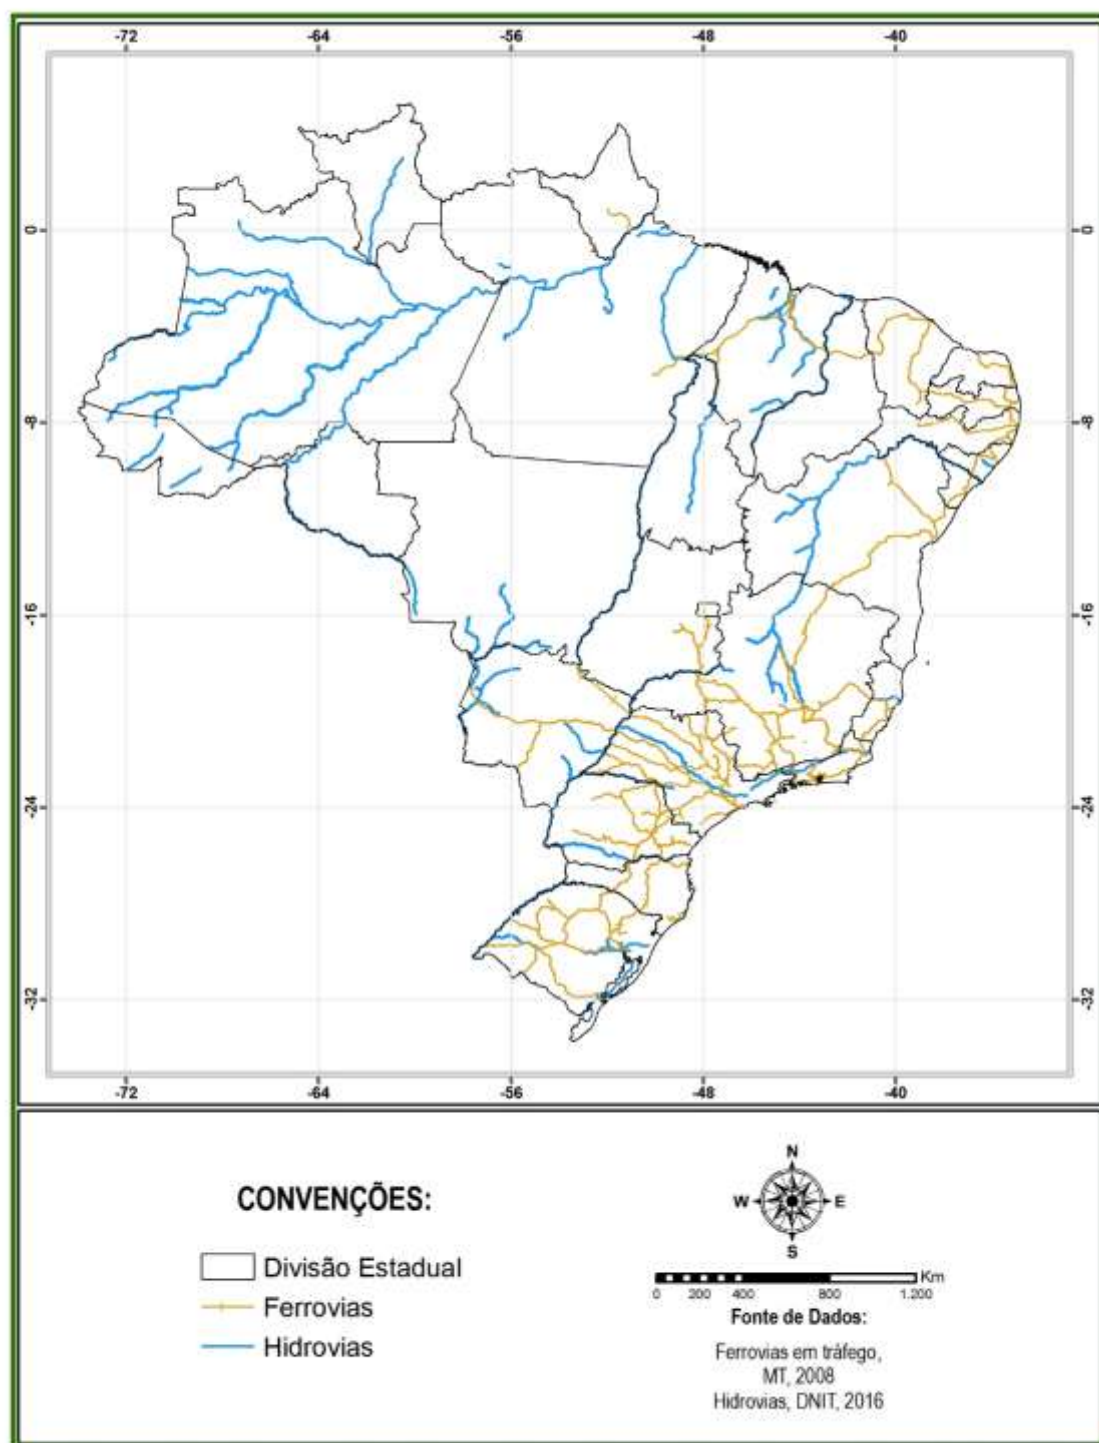 -72 -64 -56 -48 -40
0 0
-8 -8
-16 -16
-24 -24
-32 -32
-72 -64 -56 -48 -40
CONVENÇÕES:
Divisão Estadual
Ferrovias
Hidrovias
N
W E
S
Km
0 200 400 800 1.200
Fonte de Dados:
Ferrovias em tráfego,
MT, 2008
Hidrovias, DNIT, 2016